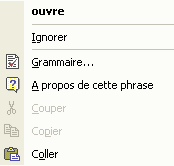 ouvre
Ignorer
Grammaire...
A propos de cette phrase
Couper
Copier
Coller